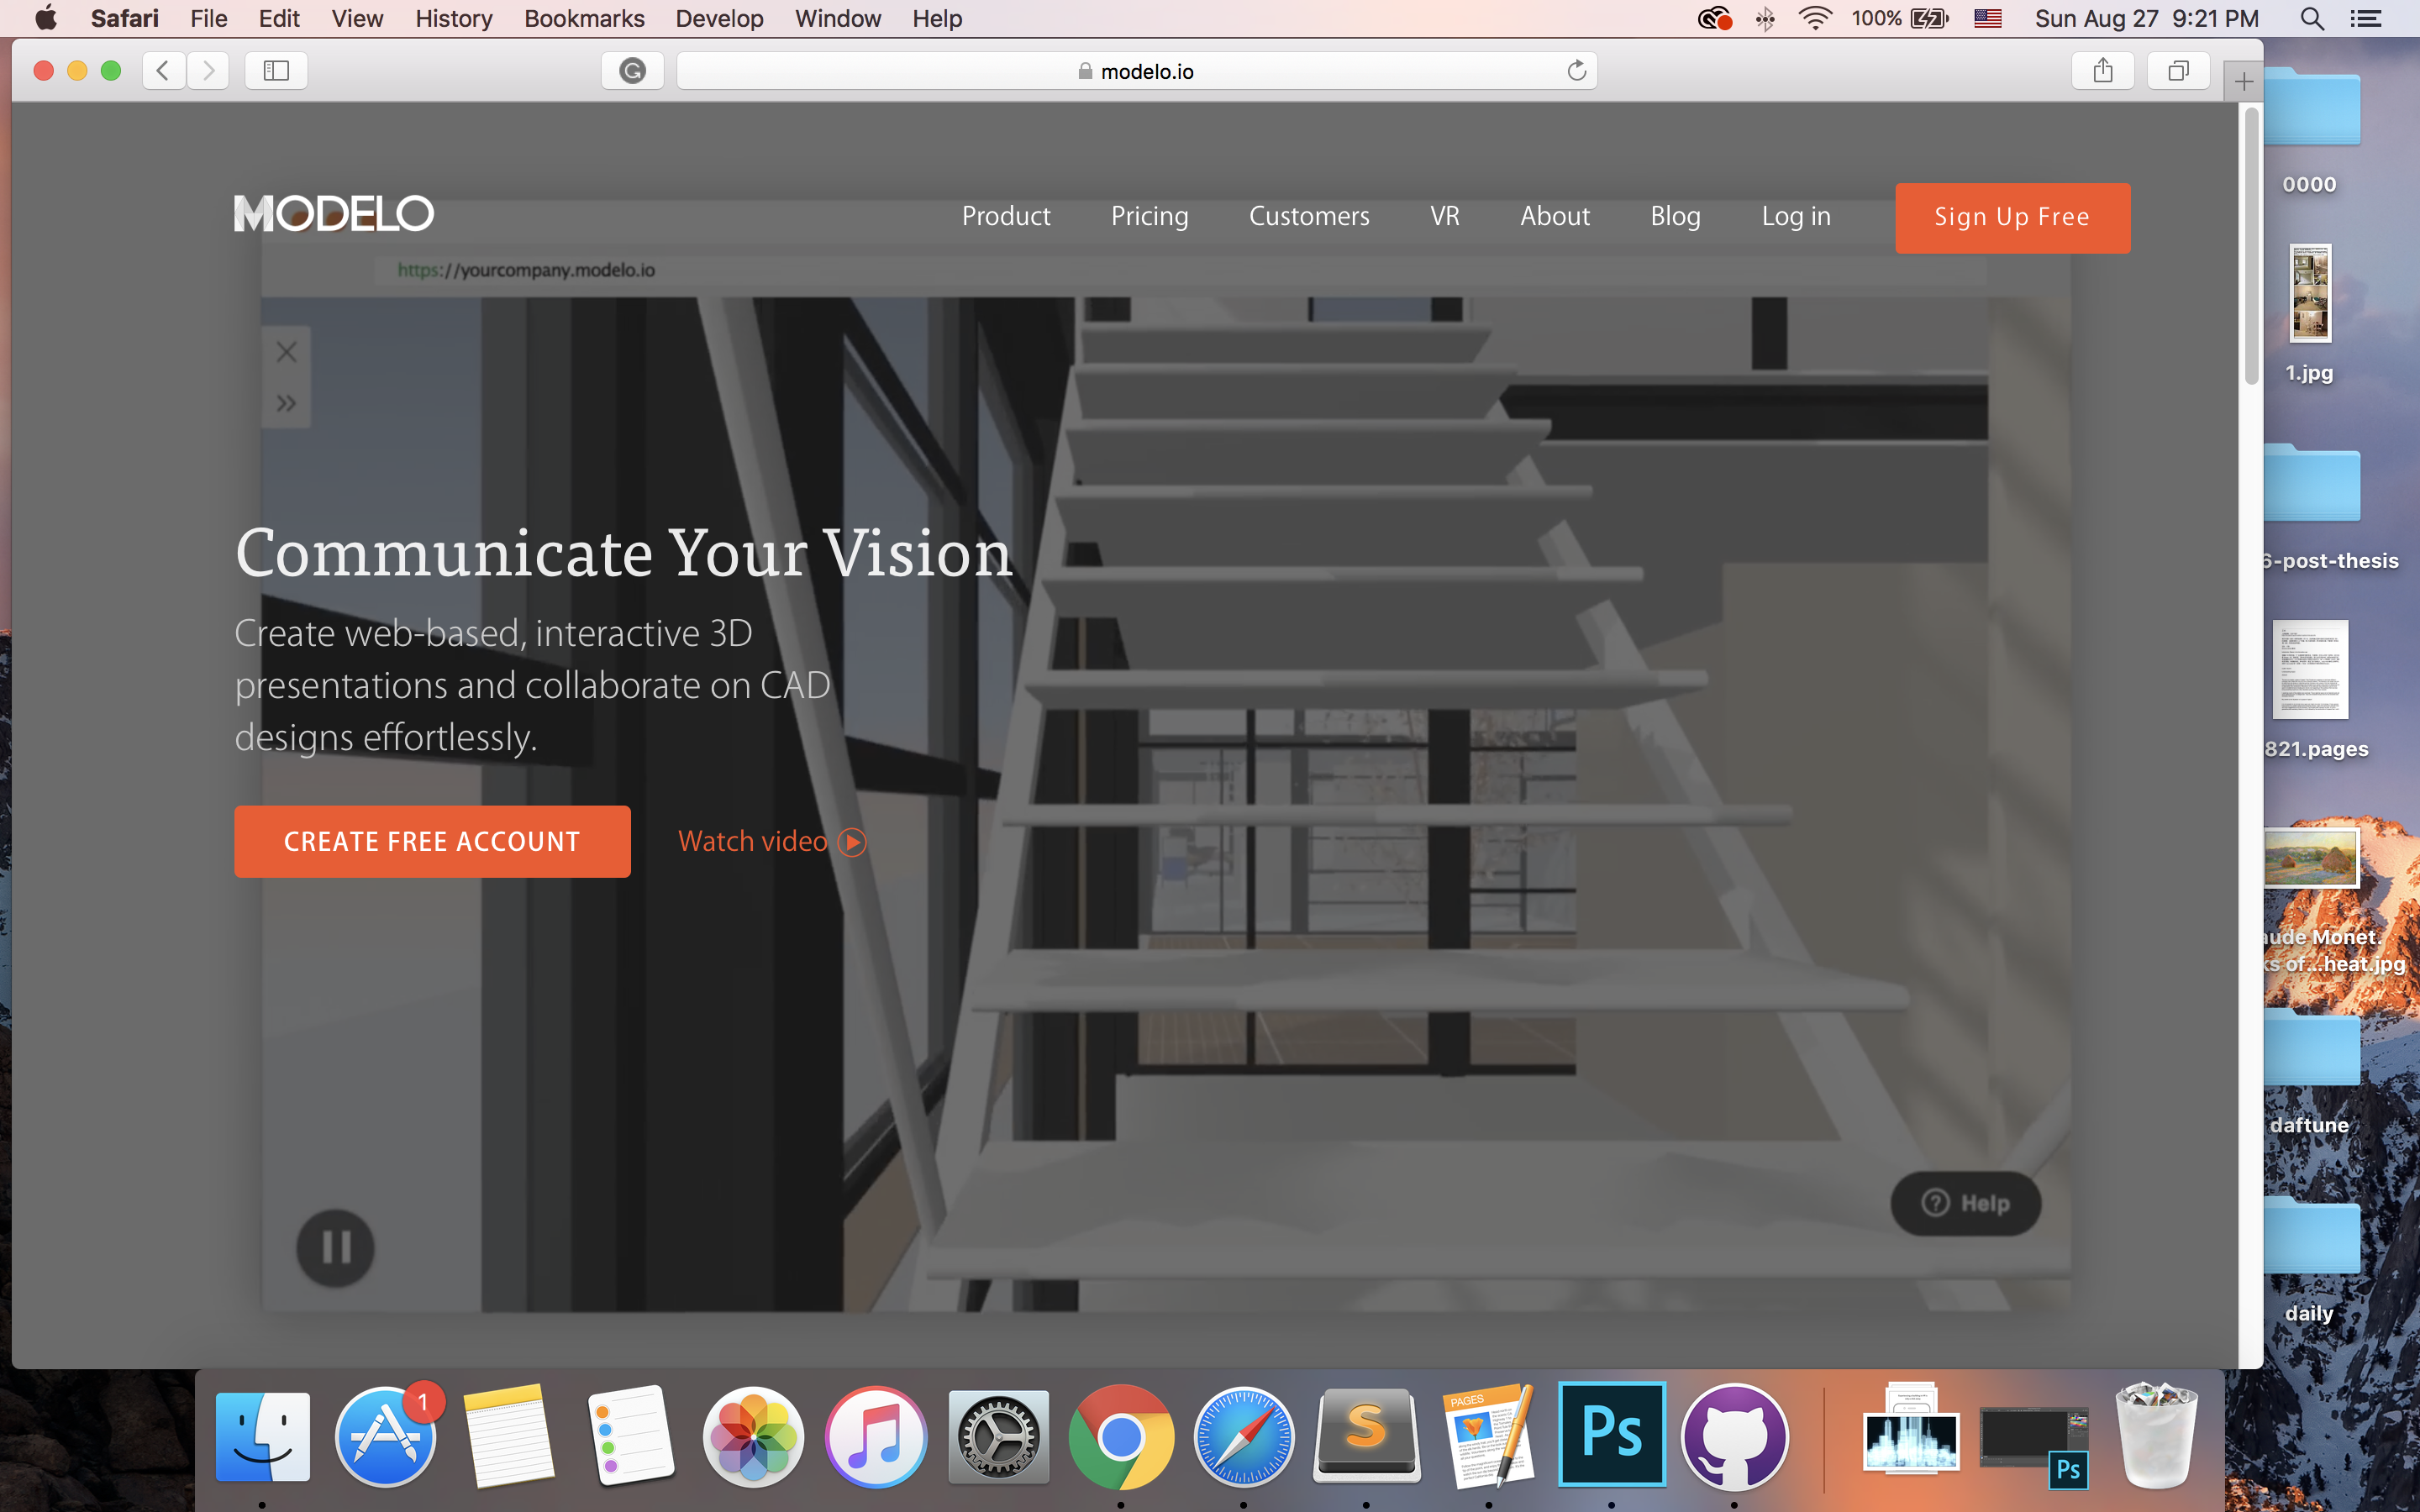 Safari File Edit View History Bookmarks Develop Window Help 100% Sun Aug 27 9:21 PM
modelo.io
MODELO Product Pricing Customers VR About Blog Log in Sign Up Free
https://yourcompany.modelo.io
Communicate Your Vision
Create web-based, interactive 3D
presentations and collaborate on CAD
designs effortlessly.
CREATE FREE ACCOUNT Watch video
Help
0000
1.jpg
6-post-thesis
821.pages
aude Monet.
ks of...heat.jpg
daftune
daily
1
S
PAGES
Ps
Ps